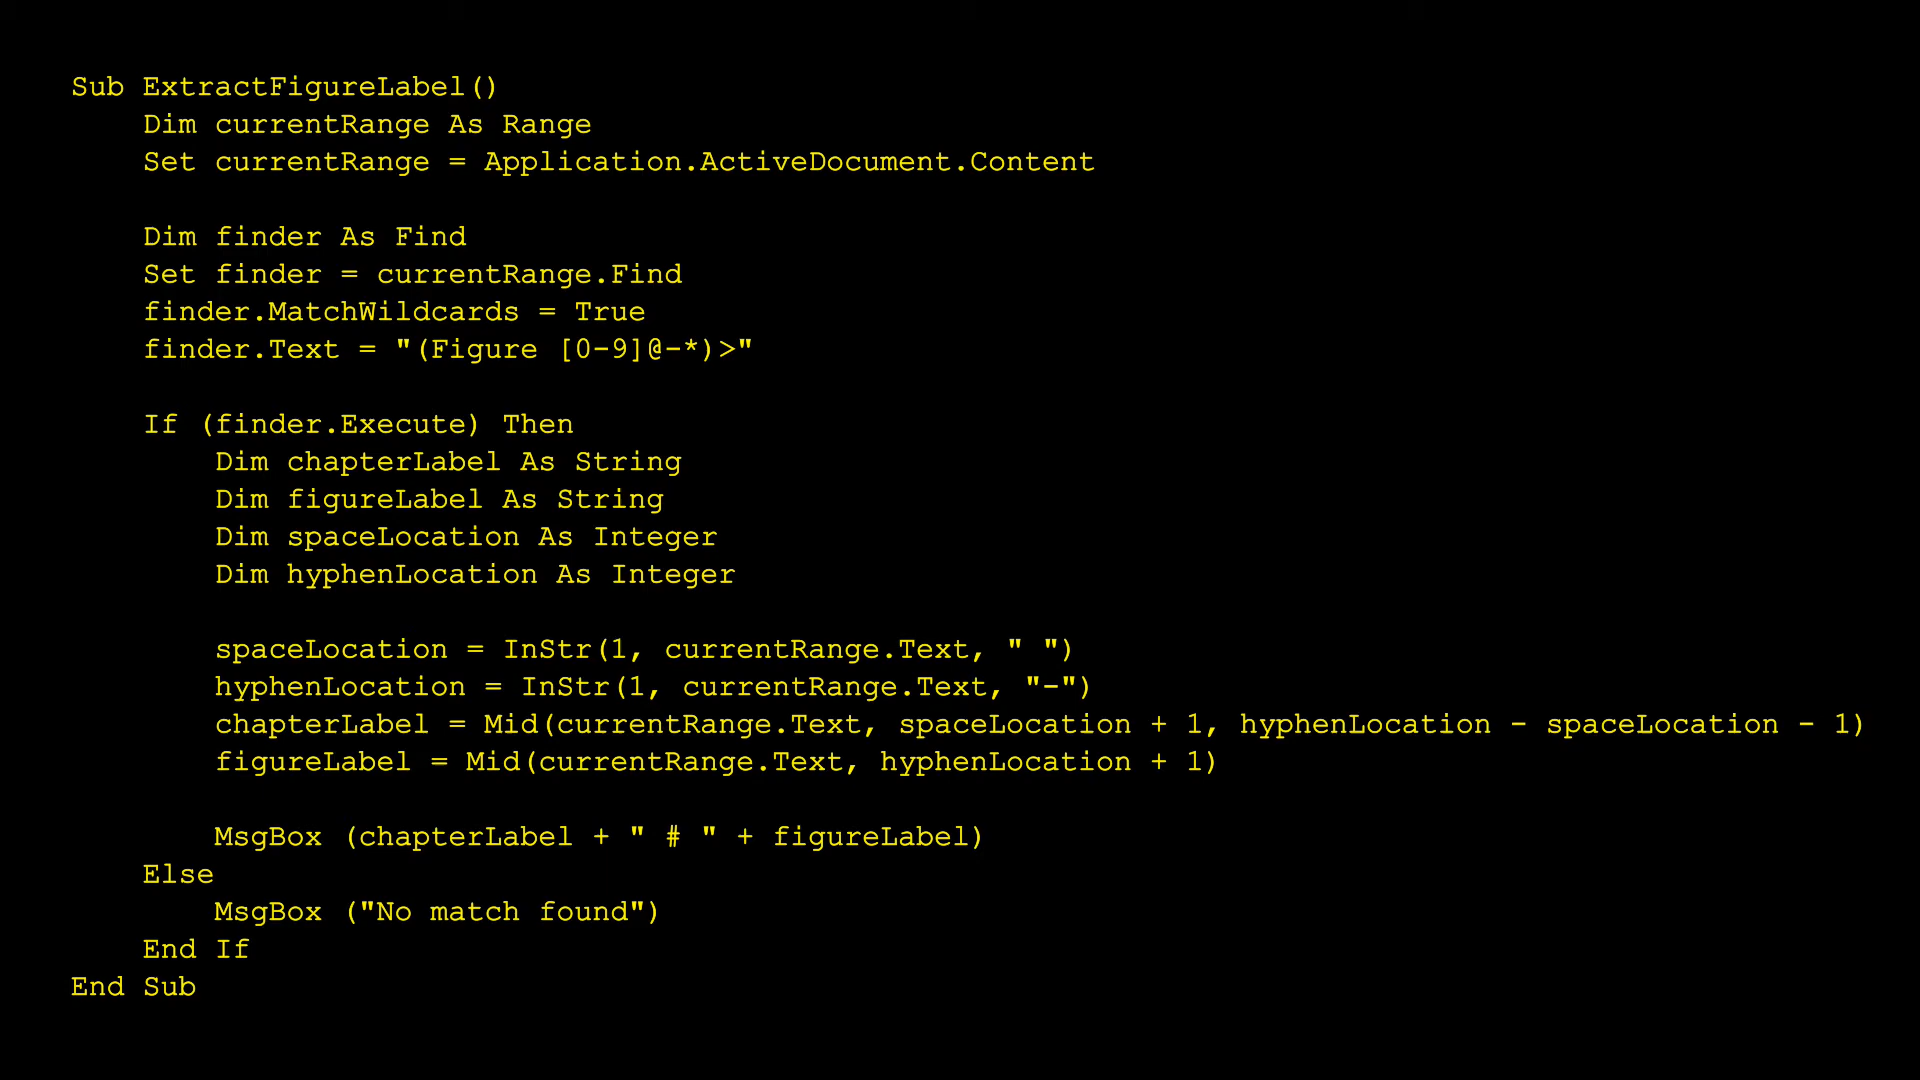 Sub ExtractFigureLabel()
    Dim currentRange As Range
    Set currentRange = Application.ActiveDocument.Content

    Dim finder As Find
    Set finder = currentRange.Find
    finder.MatchWildcards = True
    finder.Text = "(Figure [0-9]@-*)>"

    If (finder.Execute) Then
        Dim chapterLabel As String
        Dim figureLabel As String
        Dim spaceLocation As Integer
        Dim hyphenLocation As Integer

        spaceLocation = InStr(1, currentRange.Text, " ")
        hyphenLocation = InStr(1, currentRange.Text, "-")
        chapterLabel = Mid(currentRange.Text, spaceLocation + 1, hyphenLocation - spaceLocation - 1)
        figureLabel = Mid(currentRange.Text, hyphenLocation + 1)

        MsgBox (chapterLabel + " # " + figureLabel)
    Else
        MsgBox ("No match found")
    End If
End Sub